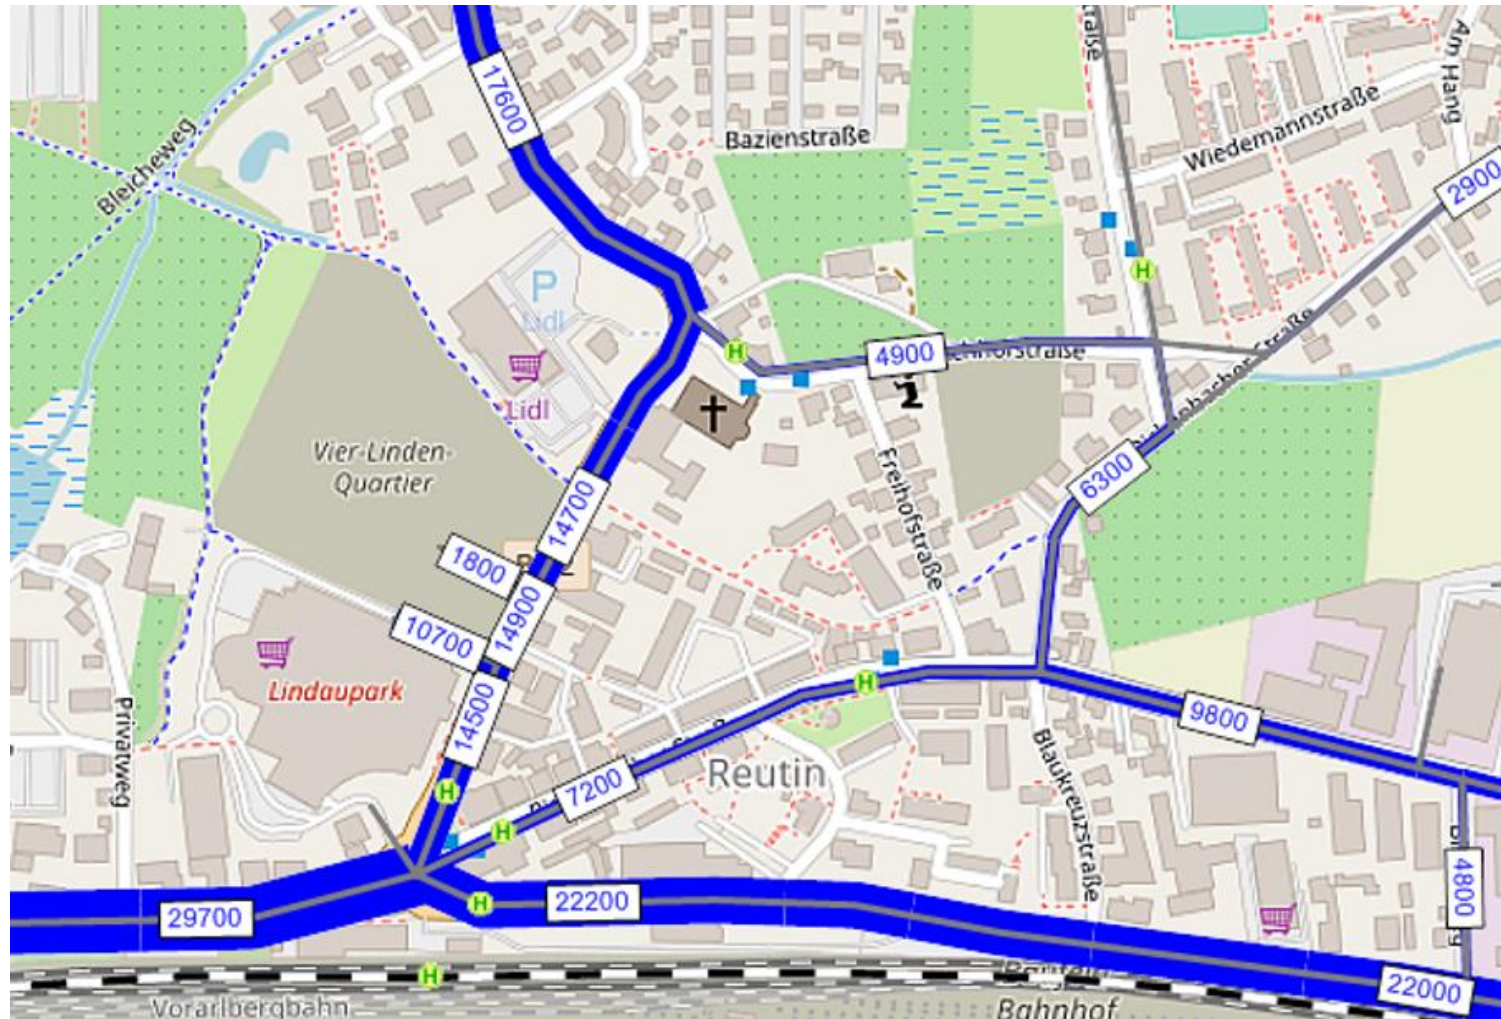 17600
Bazienstraße
Am Hang
Wiedemannstraße
Bleicheweg
2900
P
Lidl
Lidl
4900
Vier-Linden-
Quartier
6300
14700
Freihofstraße
1800
14900
10700
Lindaupark
14500
9800
Privatweg
Reutin
7200
Blaukreuzstraße
4800
29700
22200
22000
Vorarlbergbahn
Bahnhof
H
H
H
H
H
H
H